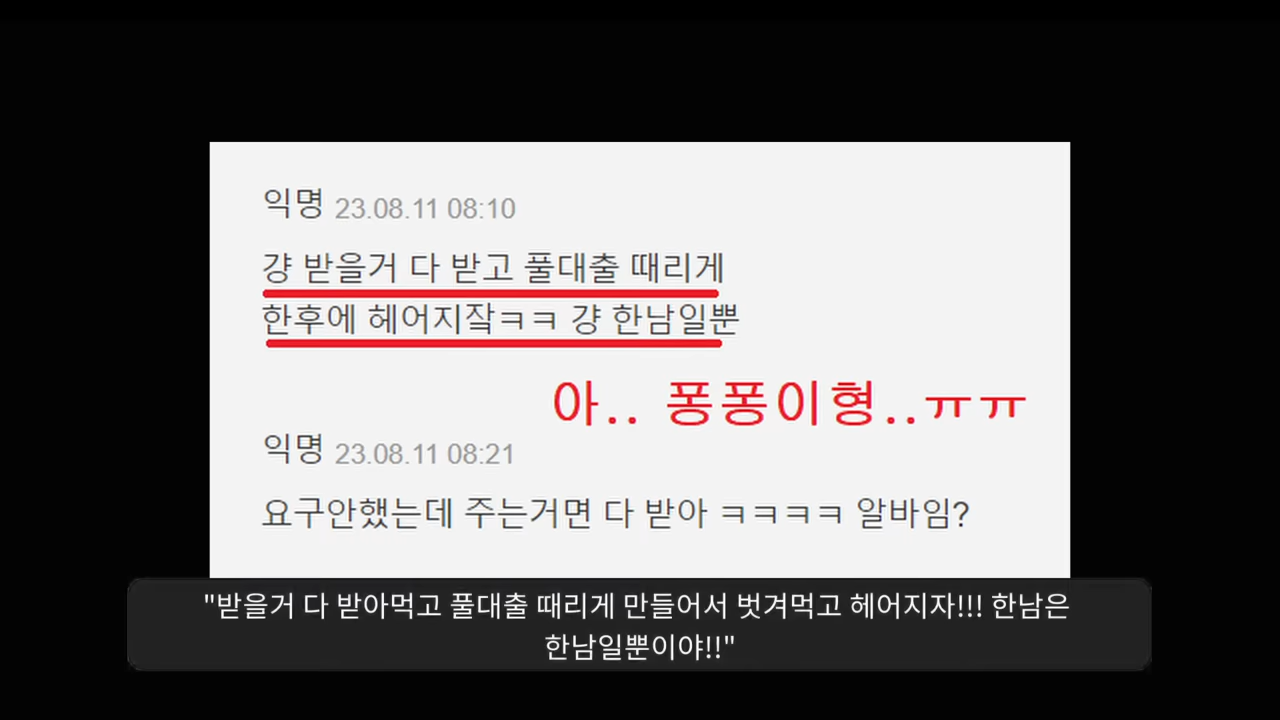 익명 23.08.11 08:10
걍 받을거 다 받고 풀대출 때리게
한후에 헤어지잨ㅋㅋ 걍 한남일뿐
아.. 퐁퐁이형..ㅠㅠ
익명 23.08.11 08:21
요구안했는데 주는거면 다 받아 ㅋㅋㅋㅋ 알바임?
"받을거 다 받아먹고 풀대출 때리게 만들어서 벗겨먹고 헤어지자!!! 한남은
한남일뿐이야!!"